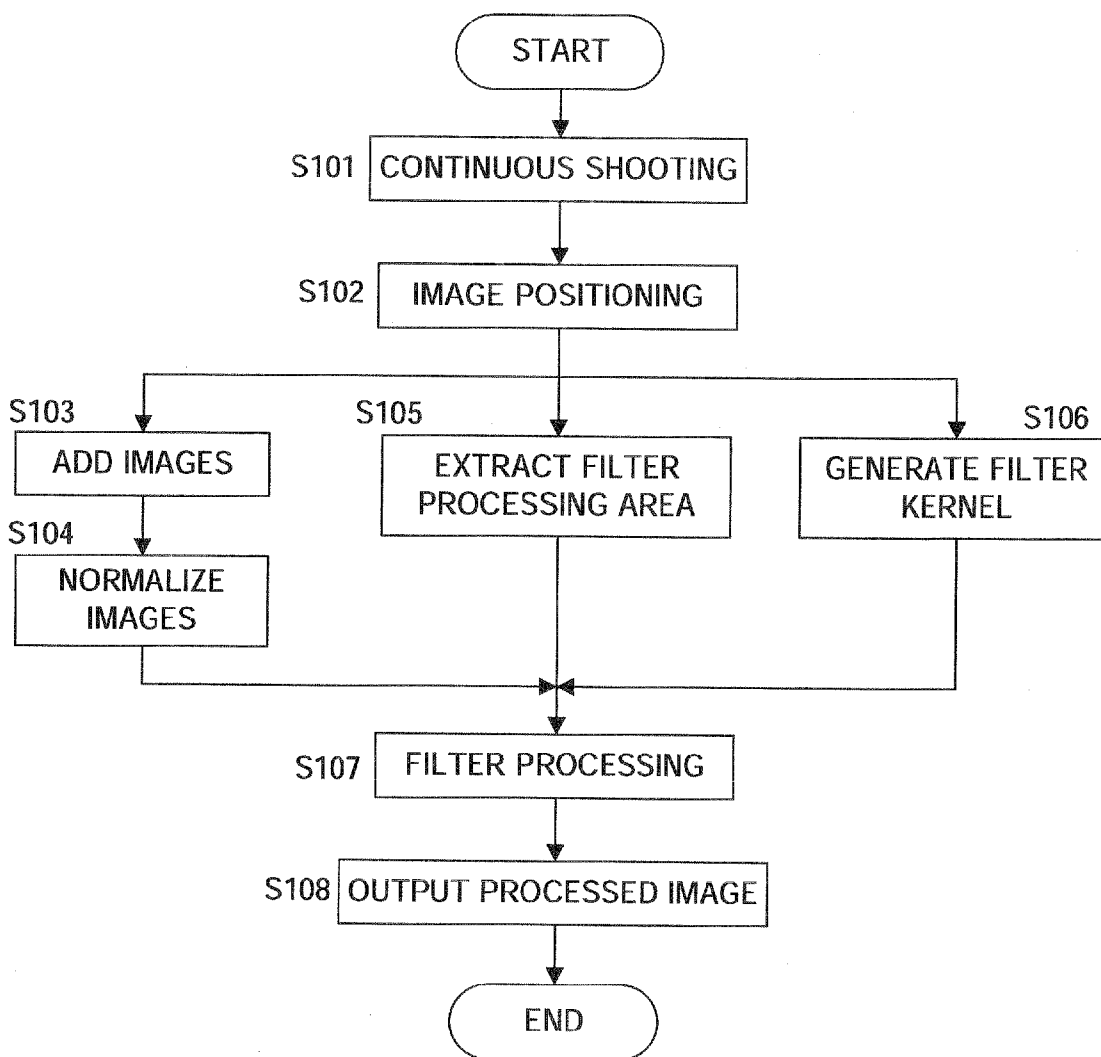 START
S101
CONTINUOUS SHOOTING
S102
IMAGE POSITIONING
S103
ADD IMAGES
S104
NORMALIZE
IMAGES
S105
EXTRACT FILTER
PROCESSING AREA
S106
GENERATE FILTER
KERNEL
S107
FILTER PROCESSING
S108
OUTPUT PROCESSED IMAGE
END